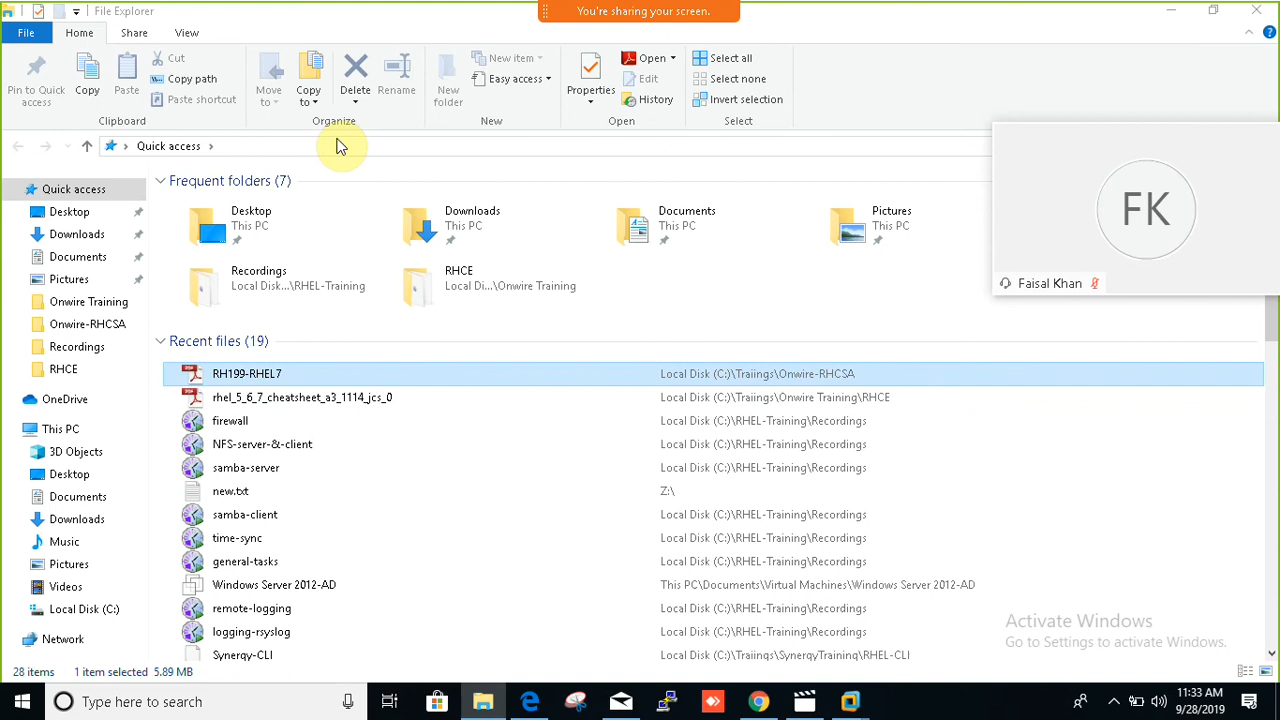 File Explorer
You're sharing your screen.
File Home Share View
Pin to Quick access
Copy
Paste
Cut
Copy path
Paste shortcut
Clipboard
Move to
Copy to
Delete
Rename
Organize
New folder
New item
Easy access
New
Properties
Open
Edit
History
Open
Select all
Select none
Invert selection
Select
Quick access
FK
Faisal Khan
Quick access
Desktop
Downloads
Documents
Pictures
Onwire Training
Onwire-RHCSA
Recordings
RHCE
OneDrive
This PC
3D Objects
Desktop
Documents
Downloads
Music
Pictures
Videos
Local Disk (C:)
Network
Frequent folders (7)
Desktop
This PC
Downloads
This PC
Documents
This PC
Pictures
This PC
Recordings
Local Disk...\RHEL-Training
RHCE
Local Di...\Onwire Training
Recent files (19)
RH199-RHEL7 Local Disk (C:)\Traiings\Onwire-RHCSA
rhel_5_6_7_cheatsheet_a3_1114_jcs_0 Local Disk (C:)\Traiings\Onwire Training\RHCE
firewall Local Disk (C:)\RHEL-Training\Recordings
NFS-server-&-client Local Disk (C:)\RHEL-Training\Recordings
samba-server Local Disk (C:)\RHEL-Training\Recordings
new.txt Z:\
samba-client Local Disk (C:)\RHEL-Training\Recordings
time-sync Local Disk (C:)\RHEL-Training\Recordings
general-tasks Local Disk (C:)\RHEL-Training\Recordings
Windows Server 2012-AD This PC\Documents\Virtual Machines\Windows Server 2012-AD
remote-logging Local Disk (C:)\RHEL-Training\Recordings
logging-rsyslog Local Disk (C:)\RHEL-Training\Recordings
Synergy-CLI Local Disk (C:)\Traiings\SynergyTraining\RHEL-CLI
Activate Windows
Go to Settings to activate Windows.
28 items 1 item selected 5.89 MB
Type here to search
11:33 AM
9/28/2019